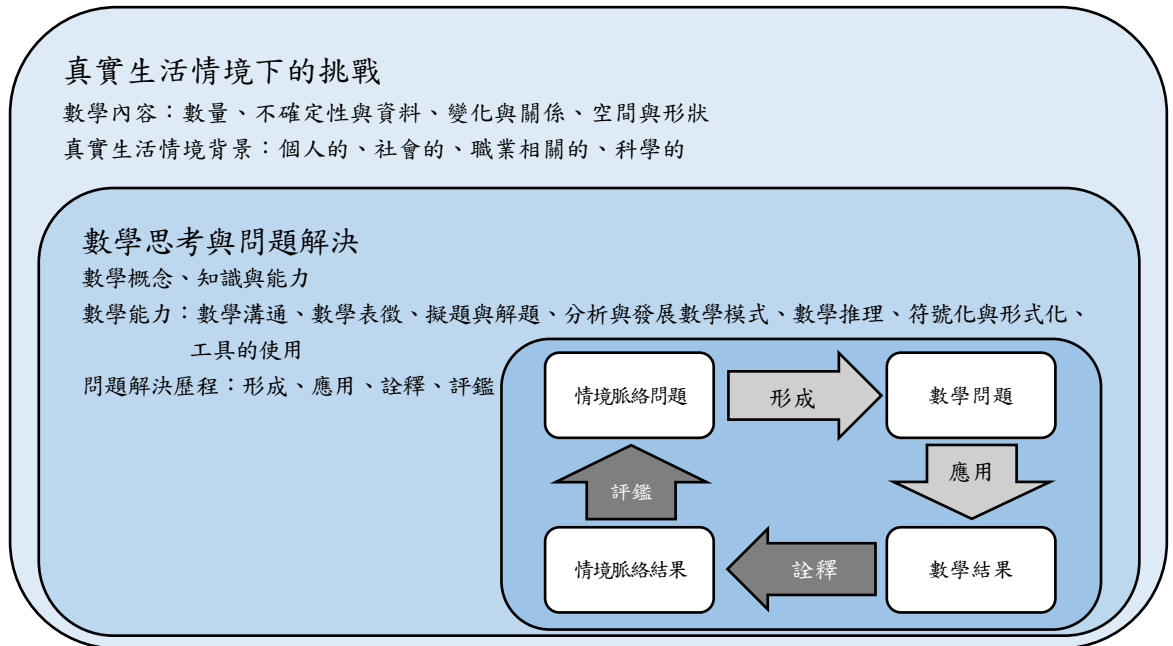 真實生活情境下的挑戰
數學內容：數量、不確定性與資料、變化與關係、空間與形狀
真實生活情境背景：個人的、社會的、職業相關的、科學的
數學思考與問題解決
數學概念、知識與能力
數學能力：數學溝通、數學表徵、擬題與解題、分析與發展數學模式、數學推理、符號化與形式化、
工具的使用
問題解決歷程：形成、應用、詮釋、評鑑
情境脈絡問題
形成
數學問題
應用
評鑑
情境脈絡結果
詮釋
數學結果